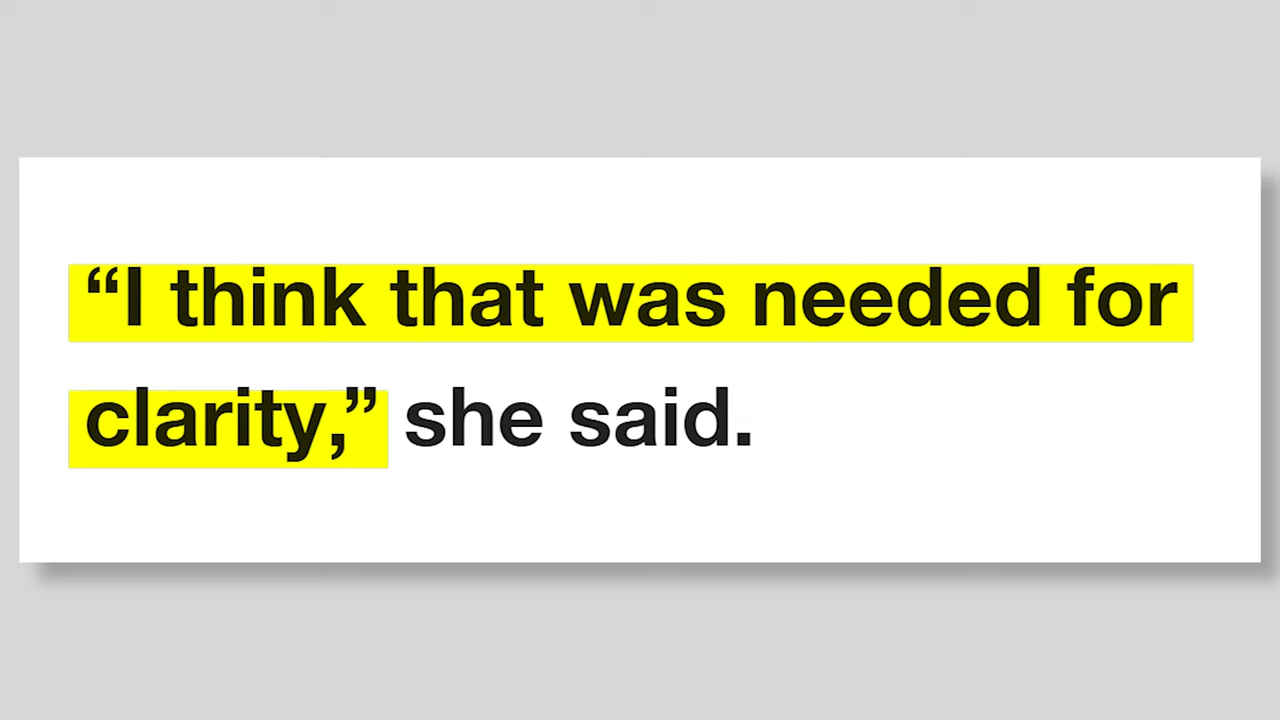 “I think that was needed for
clarity,” she said.